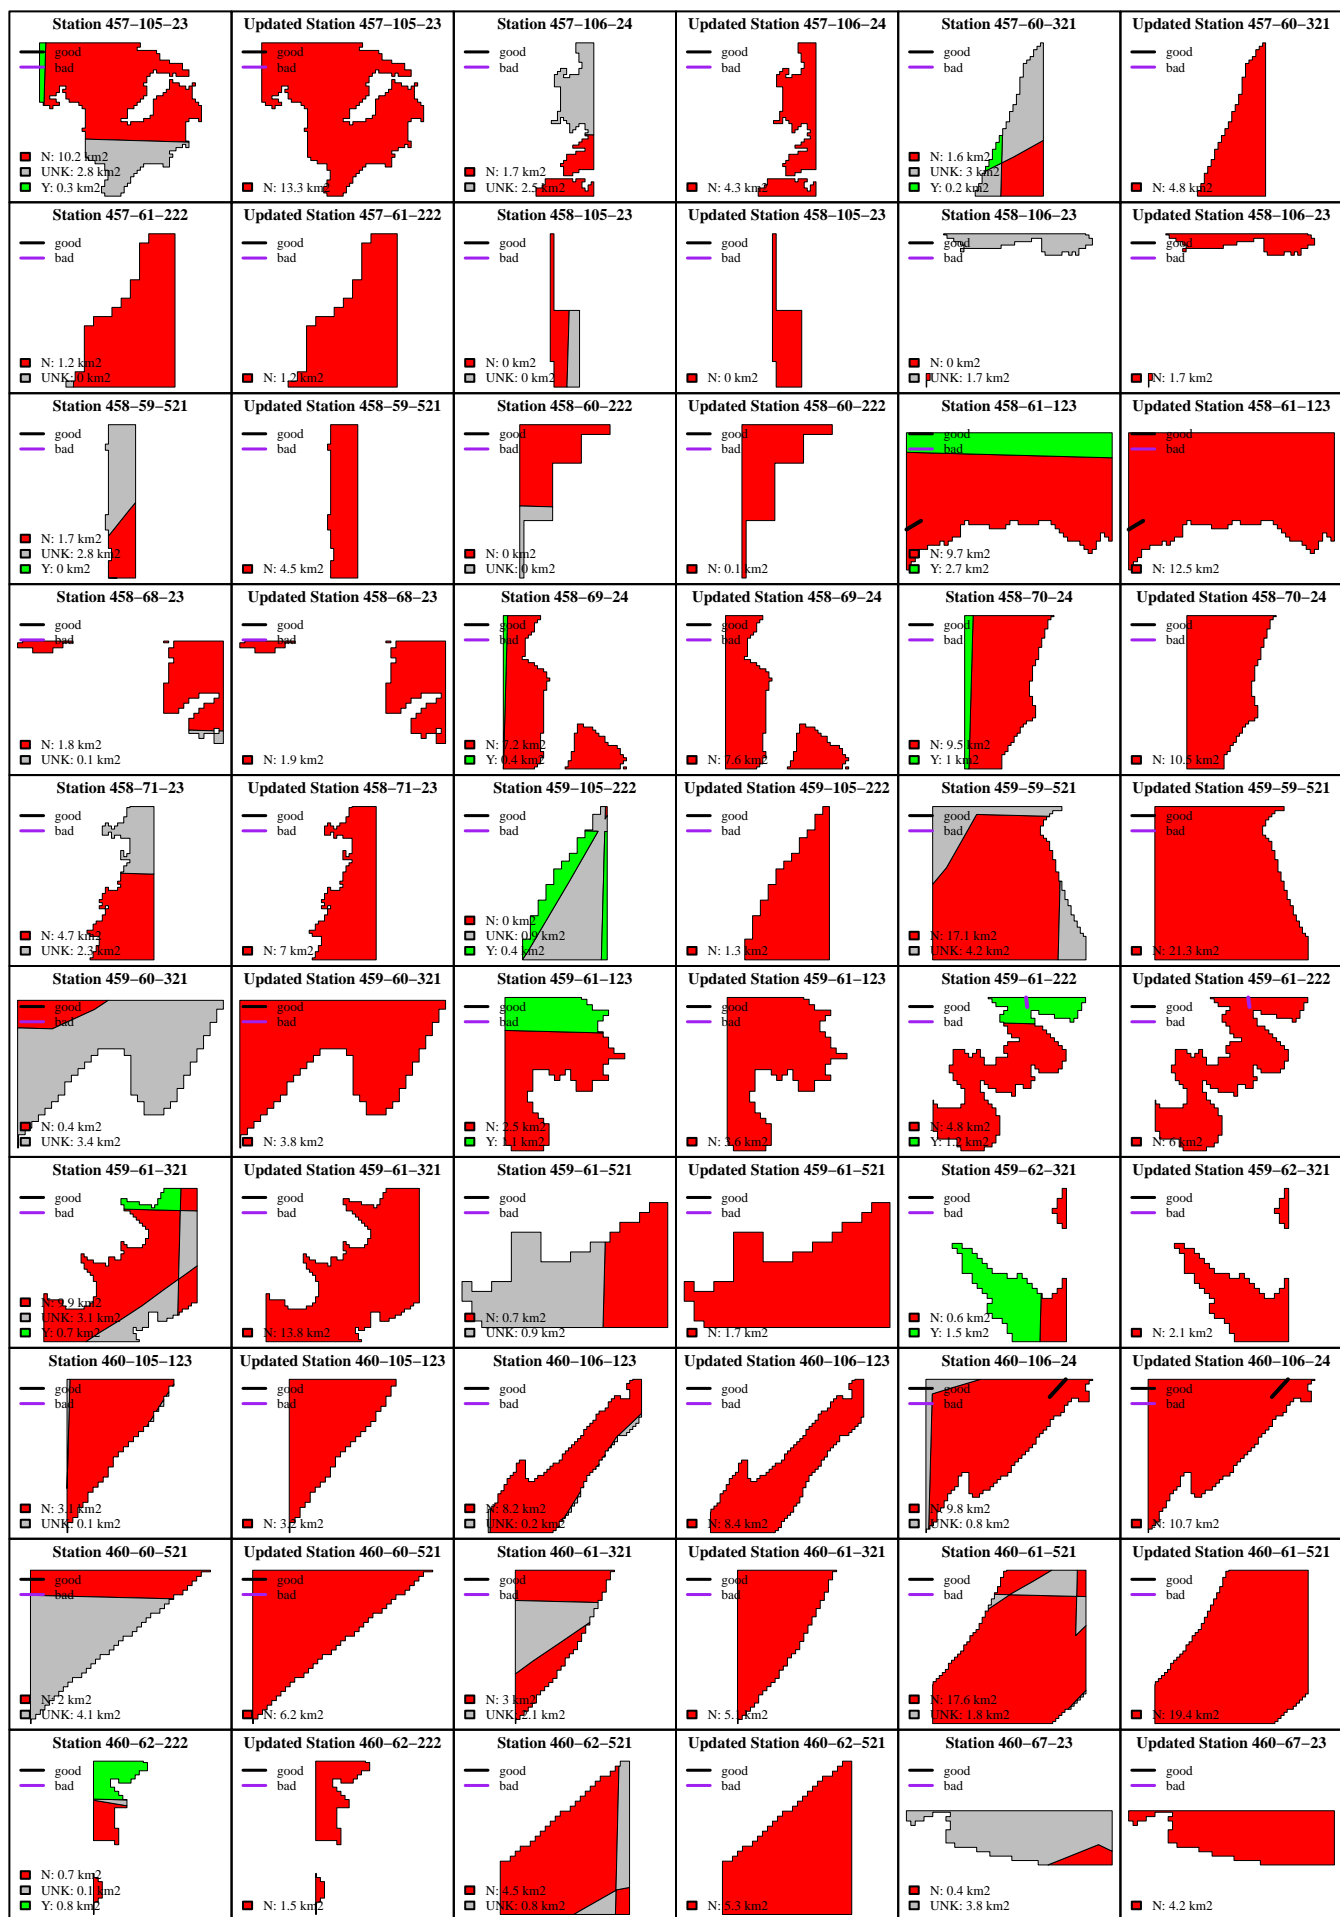 Station 457−105−23
good
bad
N: 10.2 km2
UNK: 2.8 km2
Y: 0.3 km2
Updated Station 457−105−23
good
bad
N: 13.3 km2
Station 457−106−24
good
bad
N: 1.7 km2
UNK: 2.5 km2
Updated Station 457−106−24
good
bad
N: 4.3 km2
Station 457−60−321
good
bad
N: 1.6 km2
UNK: 3 km2
Y: 0.2 km2
Updated Station 457−60−321
good
bad
N: 4.8 km2
Station 457−61−222
good
bad
N: 1.2 km2
UNK: 0 km2
Updated Station 457−61−222
good
bad
N: 1.2 km2
Station 458−105−23
good
bad
N: 0 km2
UNK: 0 km2
Updated Station 458−105−23
good
bad
N: 0 km2
Station 458−106−23
good
bad
N: 0 km2
UNK: 1.7 km2
Updated Station 458−106−23
good
bad
N: 1.7 km2
Station 458−59−521
good
bad
N: 1.7 km2
UNK: 2.8 km2
Y: 0 km2
Updated Station 458−59−521
good
bad
N: 4.5 km2
Station 458−60−222
good
bad
N: 0 km2
UNK: 0 km2
Updated Station 458−60−222
good
bad
N: 0.1 km2
Station 458−61−123
good
bad
N: 9.7 km2
Y: 2.7 km2
Updated Station 458−61−123
good
bad
N: 12.5 km2
Station 458−68−23
good
bad
N: 1.8 km2
UNK: 0.1 km2
Updated Station 458−68−23
good
bad
N: 1.9 km2
Station 458−69−24
good
bad
N: 7.2 km2
Y: 0.4 km2
Updated Station 458−69−24
good
bad
N: 7.6 km2
Station 458−70−24
good
bad
N: 9.5 km2
Y: 1 km2
Updated Station 458−70−24
good
bad
N: 10.5 km2
Station 458−71−23
good
bad
N: 4.7 km2
UNK: 2.3 km2
Updated Station 458−71−23
good
bad
N: 7 km2
Station 459−105−222
good
bad
N: 0 km2
UNK: 0.9 km2
Y: 0.4 km2
Updated Station 459−105−222
good
bad
N: 1.3 km2
Station 459−59−521
good
bad
N: 17.1 km2
UNK: 4.2 km2
Updated Station 459−59−521
good
bad
N: 21.3 km2
Station 459−60−321
good
bad
N: 0.4 km2
UNK: 3.4 km2
Updated Station 459−60−321
good
bad
N: 3.8 km2
Station 459−61−123
good
bad
N: 2.5 km2
Y: 1.1 km2
Updated Station 459−61−123
good
bad
N: 3.6 km2
Station 459−61−222
good
bad
N: 4.8 km2
Y: 1.2 km2
Updated Station 459−61−222
good
bad
N: 6 km2
Station 459−61−321
good
bad
N: 9.9 km2
UNK: 3.1 km2
Y: 0.7 km2
Updated Station 459−61−321
good
bad
N: 13.8 km2
Station 459−61−521
good
bad
N: 0.7 km2
UNK: 0.9 km2
Updated Station 459−61−521
good
bad
N: 1.7 km2
Station 459−62−321
good
bad
N: 0.6 km2
Y: 1.5 km2
Updated Station 459−62−321
good
bad
N: 2.1 km2
Station 460−105−123
good
bad
N: 3.1 km2
UNK: 0.1 km2
Updated Station 460−105−123
good
bad
N: 3.2 km2
Station 460−106−123
good
bad
N: 8.2 km2
UNK: 0.2 km2
Updated Station 460−106−123
good
bad
N: 8.4 km2
Station 460−106−24
good
bad
N: 9.8 km2
UNK: 0.8 km2
Updated Station 460−106−24
good
bad
N: 10.7 km2
Station 460−60−521
good
bad
N: 2 km2
UNK: 4.1 km2
Updated Station 460−60−521
good
bad
N: 6.2 km2
Station 460−61−321
good
bad
N: 3 km2
UNK: 2.1 km2
Updated Station 460−61−321
good
bad
km2
Station 460−61−521
good
bad
N: 17.6 km2
UNK: 1.8 km2
Updated Station 460−61−521
good
bad
N: 19.4 km2
Station 460−62−222
good
bad
N: 0.7 km2
UNK: 0.1 km2
Y: 0.8 km2
Updated Station 460−62−222
good
bad
N: 1.5 km2
Station 460−62−521
good
bad
N: 4.5 km2
UNK: 0.8 km2
Updated Station 460−62−521
good
bad
N: 5.3 km2
Station 460−67−23
good
bad
N: 0.4 km2
UNK: 3.8 km2
Updated Station 460−67−23
good
bad
N: 4.2 km2